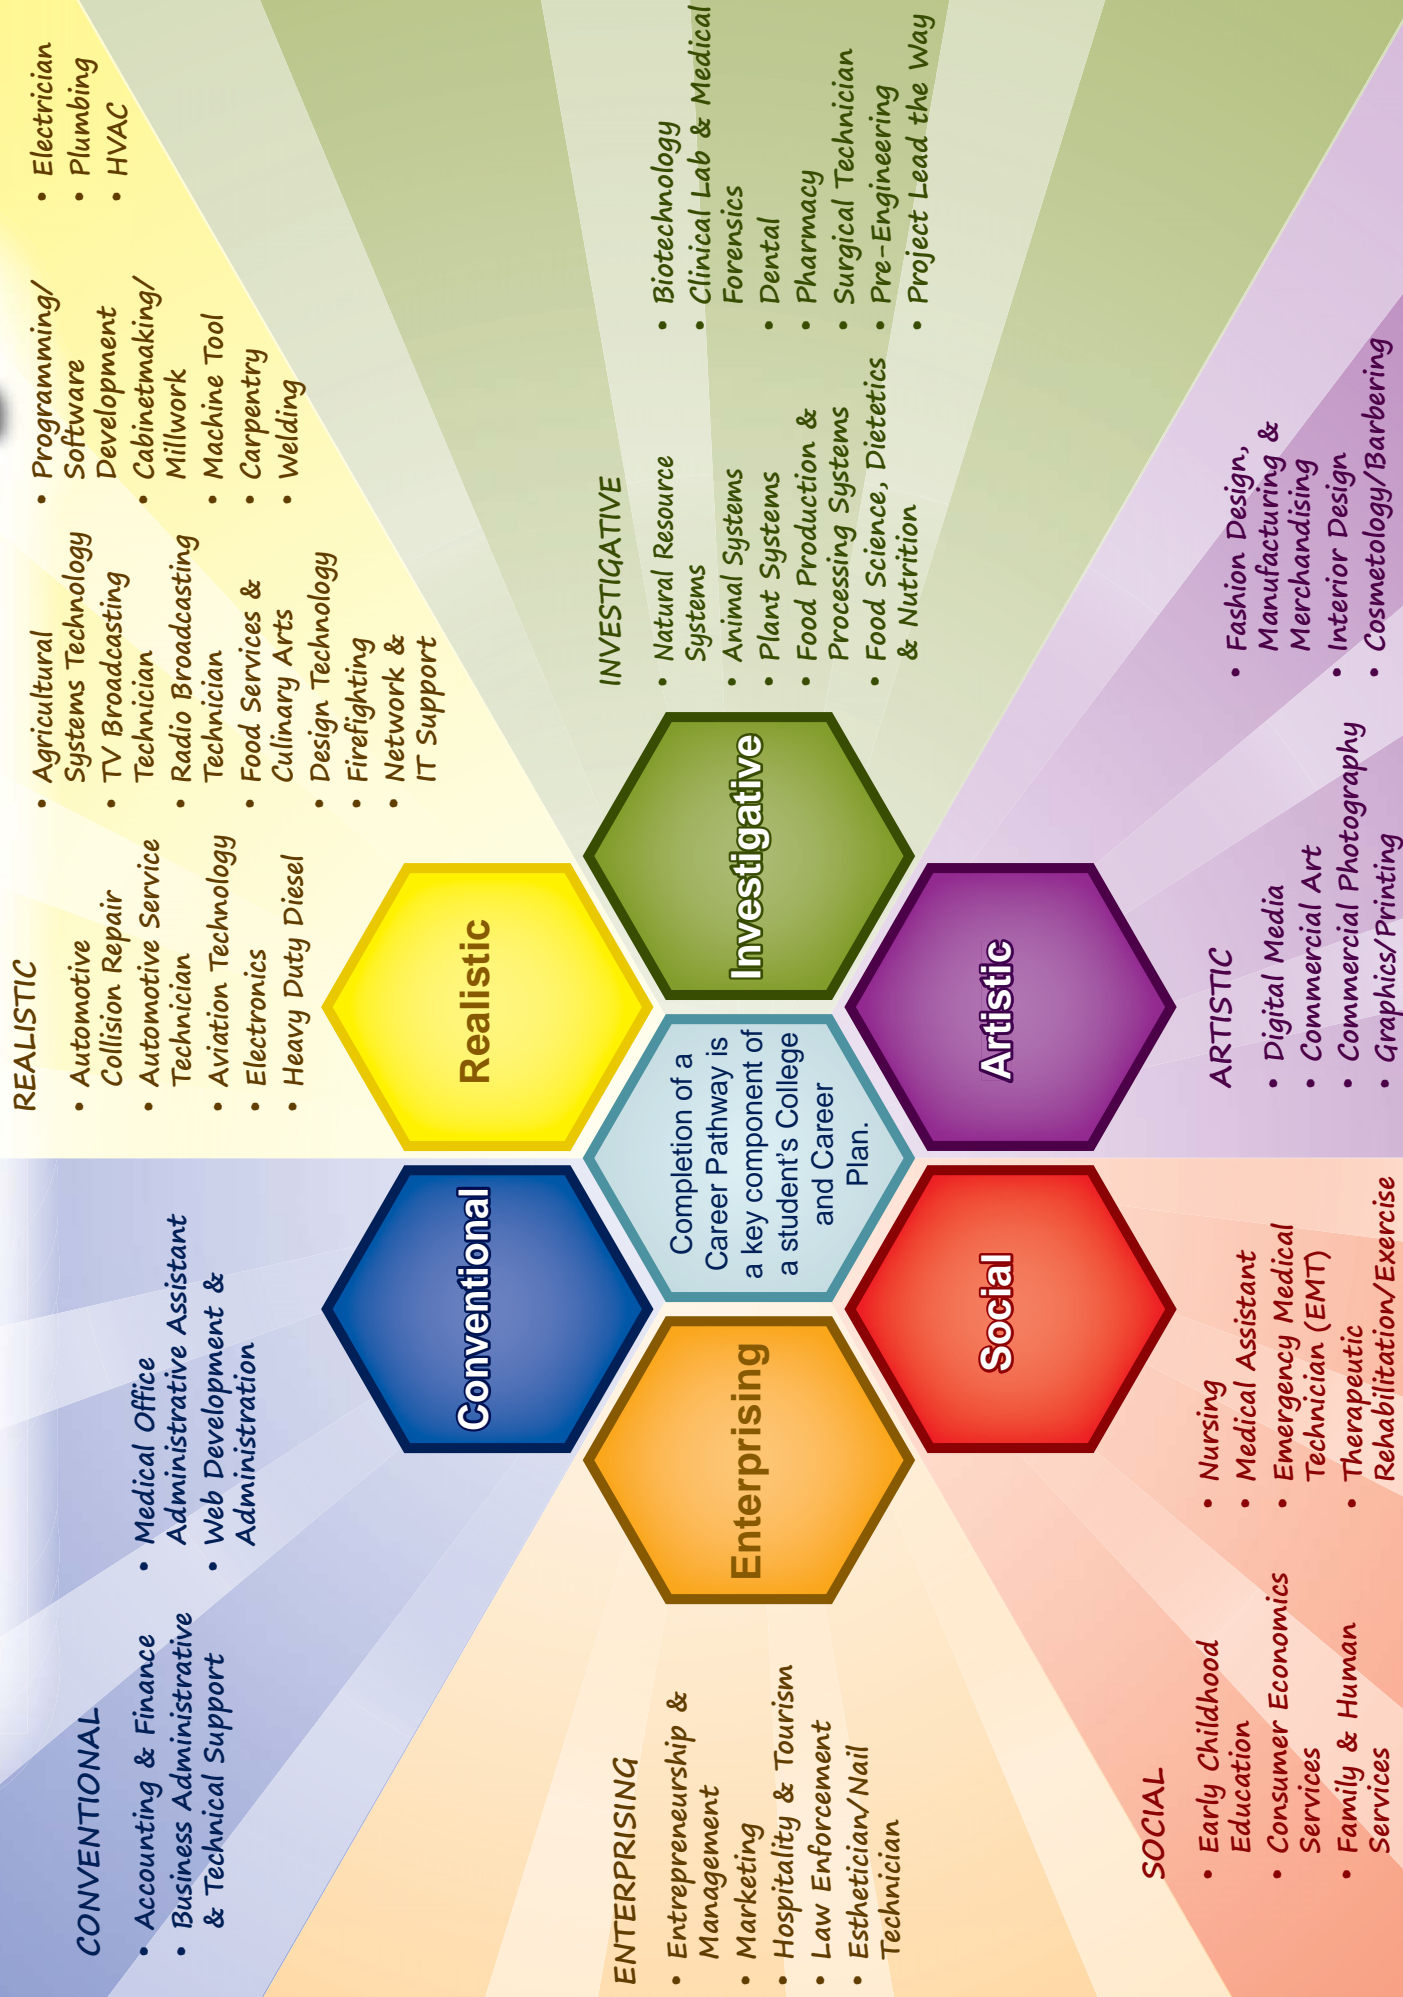 CONVENTIONAL
• Accounting & Finance
• Business Administrative
& Technical Support
• Medical Office
Administrative Assistant
• Web Development &
Administration
REALISTIC
• Automotive
Collision Repair
• Automotive Service
Technician
• Aviation Technology
• Electronics
• Heavy Duty Diesel
• Agricultural
Systems Technology
• TV Broadcasting
Technician
• Radio Broadcasting
Technician
• Food Services &
Culinary Arts
• Design Technology
• Firefighting
• Network &
IT Support
• Programming/
Software
Development
• Cabinetmaking/
Millwork
• Machine Tool
• Carpentry
• Welding
• Electrician
• Plumbing
• HVAC
Conventional
Realistic
ENTERPRISING
• Entrepreneurship &
Management
• Marketing
• Hospitality & Tourism
• Law Enforcement
• Esthetician/Nail
Technician
Enterprising
Completion of a
Career Pathway is
a key component of
a student's College
and Career
Plan.
Investigative
INVESTIGATIVE
• Natural Resource
Systems
• Animal Systems
• Plant Systems
• Food Production &
Processing Systems
• Food Science, Dietetics
& Nutrition
• Biotechnology
• Clinical Lab & Medical
Forensics
• Dental
• Pharmacy
• Surgical Technician
• Pre-Engineering
• Project Lead the Way
Social
Artistic
SOCIAL
• Early Childhood
Education
• Consumer Economics
Services
• Family & Human
Services
• Nursing
• Medical Assistant
• Emergency Medical
Technician (EMT)
• Therapeutic
Rehabilitation/Exercise
ARTISTIC
• Digital Media
• Commercial Art
• Commercial Photography
• Graphics/Printing
• Fashion Design,
Manufacturing &
Merchandising
• Interior Design
• Cosmetology/Barbering